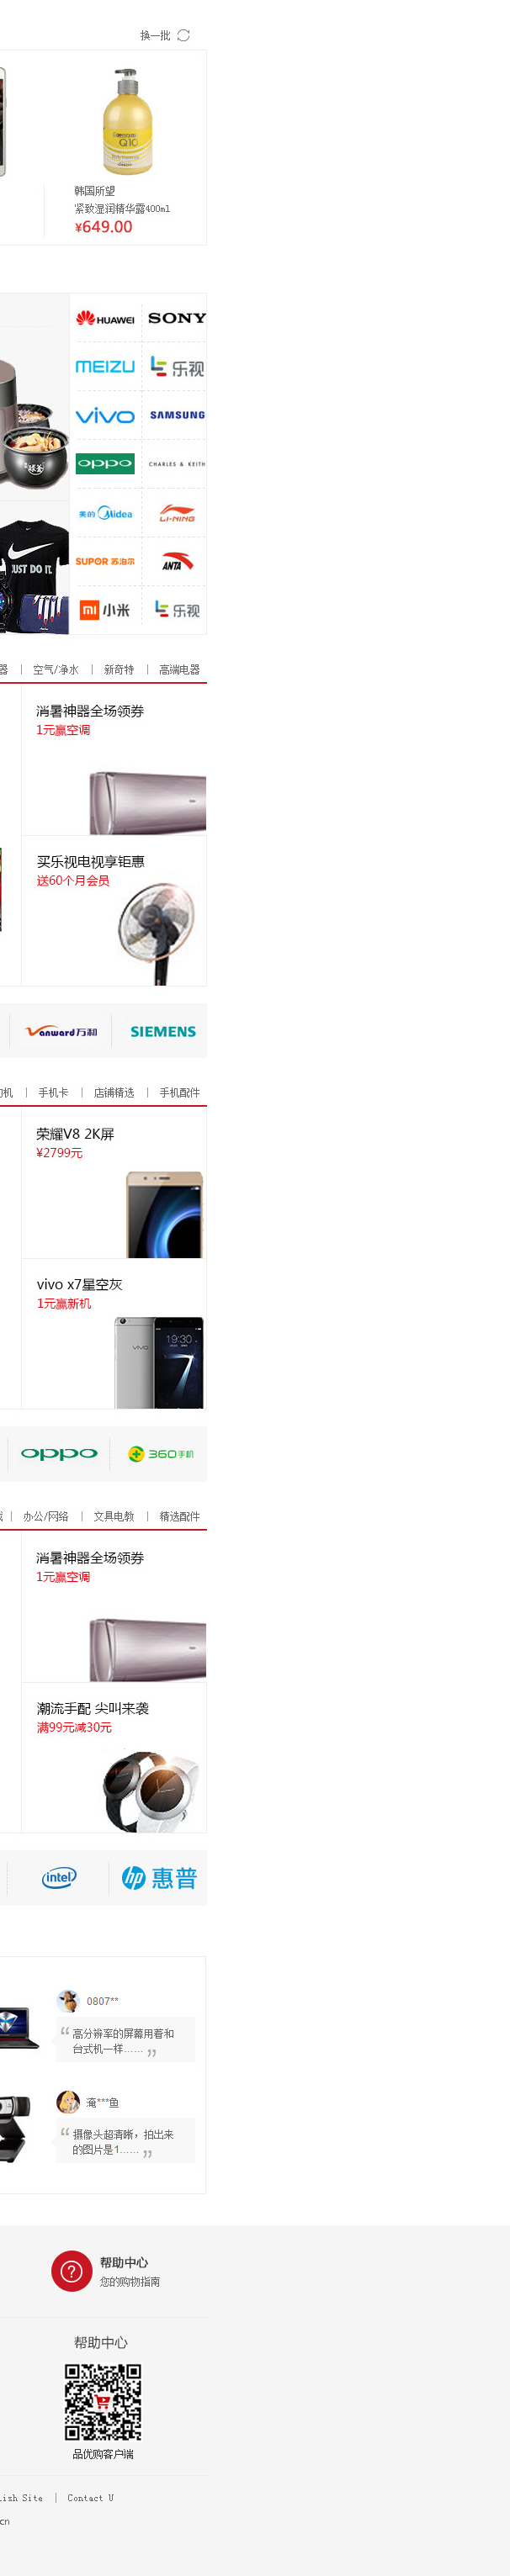 换一批
韩国所望
紧致湿润精华露400ml
¥649.00
HUAWEI
SONY
MEIZU
乐视
vivo
SAMSUNG
oppo
CHARLES & KEITH
美的 Midea
LI-NING
SUPOR 苏泊尔
ANTA
JUST DO IT.
小米
乐视
器 | 空气/净水 | 新奇特 | 高端电器
消暑神器全场领券
1元赢空调
买乐视电视享钜惠
送60个月会员
Vanward万和
SIEMENS
机 | 手机卡 | 店铺精选 | 手机配件
荣耀V8 2K屏
¥2799元
vivo x7星空灰
1元赢新机
19:30
vivo
7
oppo
360手机
| 办公/网络 | 文具电教 | 精选配件
消暑神器全场领券
1元赢空调
潮流手配 尖叫来袭
满99元减30元
intel
hp 惠普
0807**
“ 高分辨率的屏幕用着和
台式机一样…… ”
奄***鱼
“ 摄像头超清晰，拍出来
的图片是1…… ”
帮助中心
您的购物指南
帮助中心
品优购客户端
lish Site | Contact U
cn